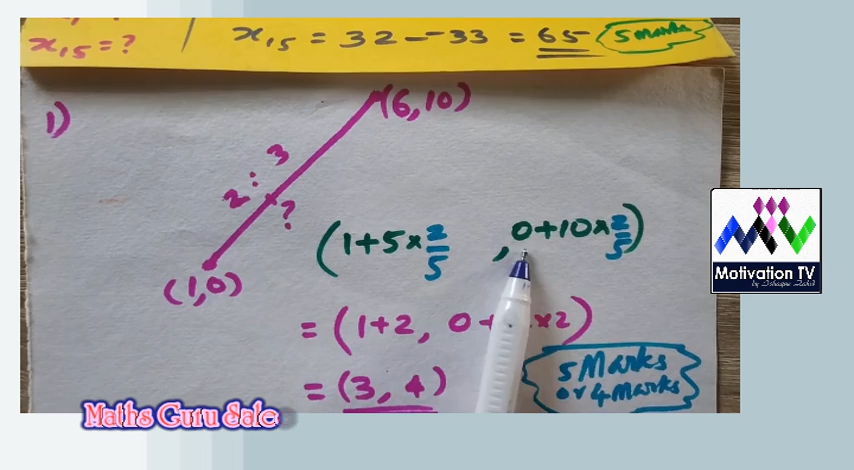 x₁₅ = ?
x₁₅ = 32 - -33 = 65
5 Marks
1)
(6, 10)
2 : 3
?
(1, 0)
(1+5×2/5 , 0+10×2/5)
= (1+2, 0+ ×2)
= (3, 4)
5 Marks
or 4 Marks
Motivation TV
Maths Guru Sale